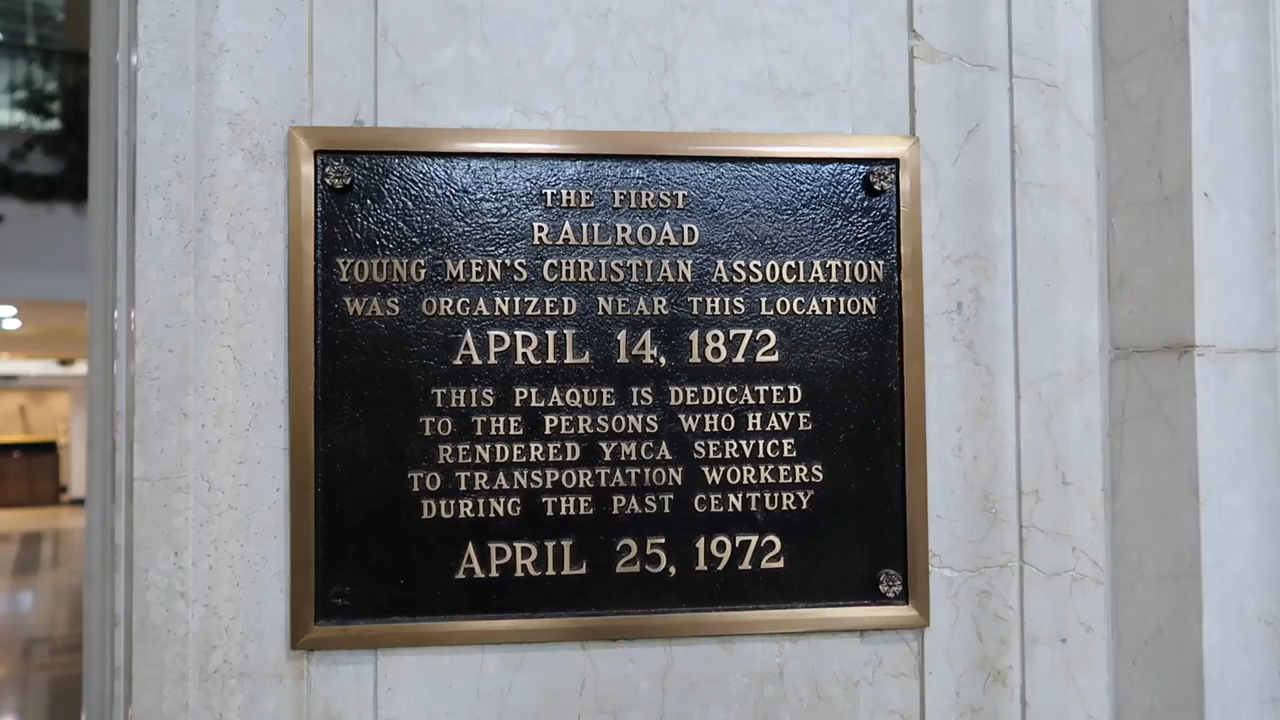 THE FIRST
RAILROAD
YOUNG MEN'S CHRISTIAN ASSOCIATION
WAS ORGANIZED NEAR THIS LOCATION
APRIL 14, 1872
THIS PLAQUE IS DEDICATED
TO THE PERSONS WHO HAVE
RENDERED YMCA SERVICE
TO TRANSPORTATION WORKERS
DURING THE PAST CENTURY
APRIL 25, 1972